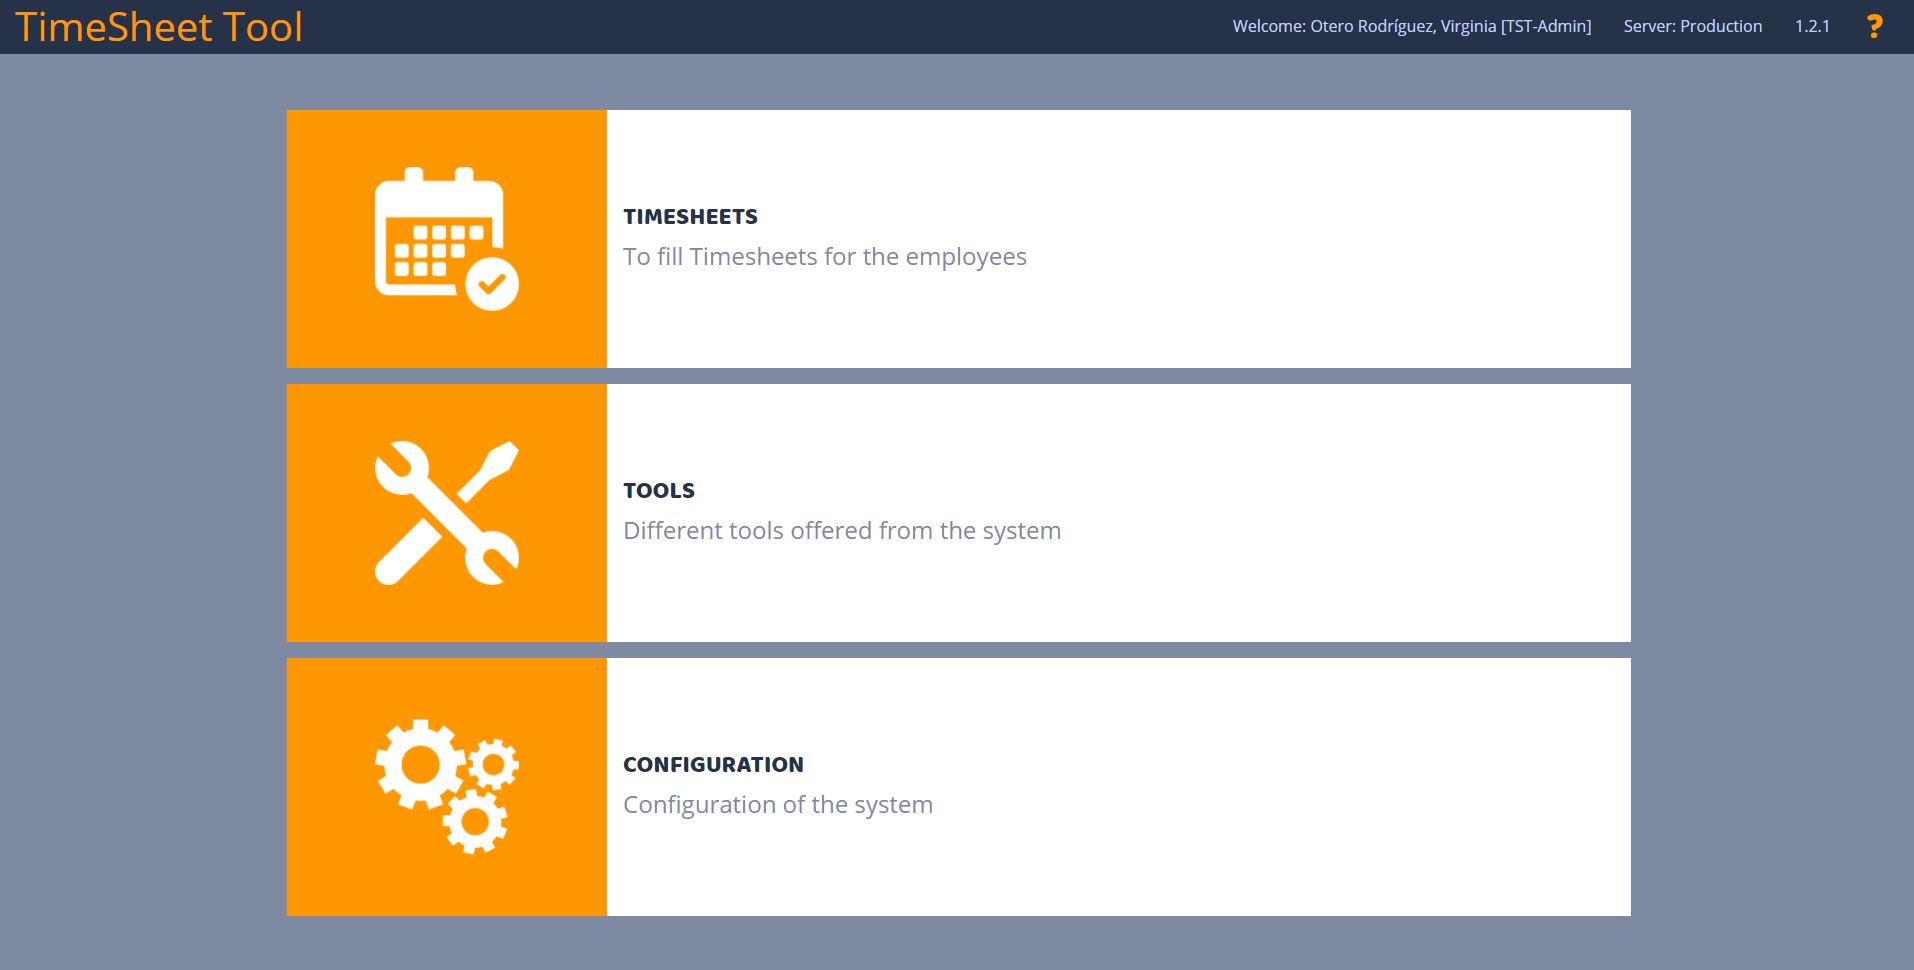 TimeSheet Tool
Welcome: Otero Rodríguez, Virginia [TST-Admin] Server: Production 1.2.1 ?
TIMESHEETS
To fill Timesheets for the employees
TOOLS
Different tools offered from the system
CONFIGURATION
Configuration of the system